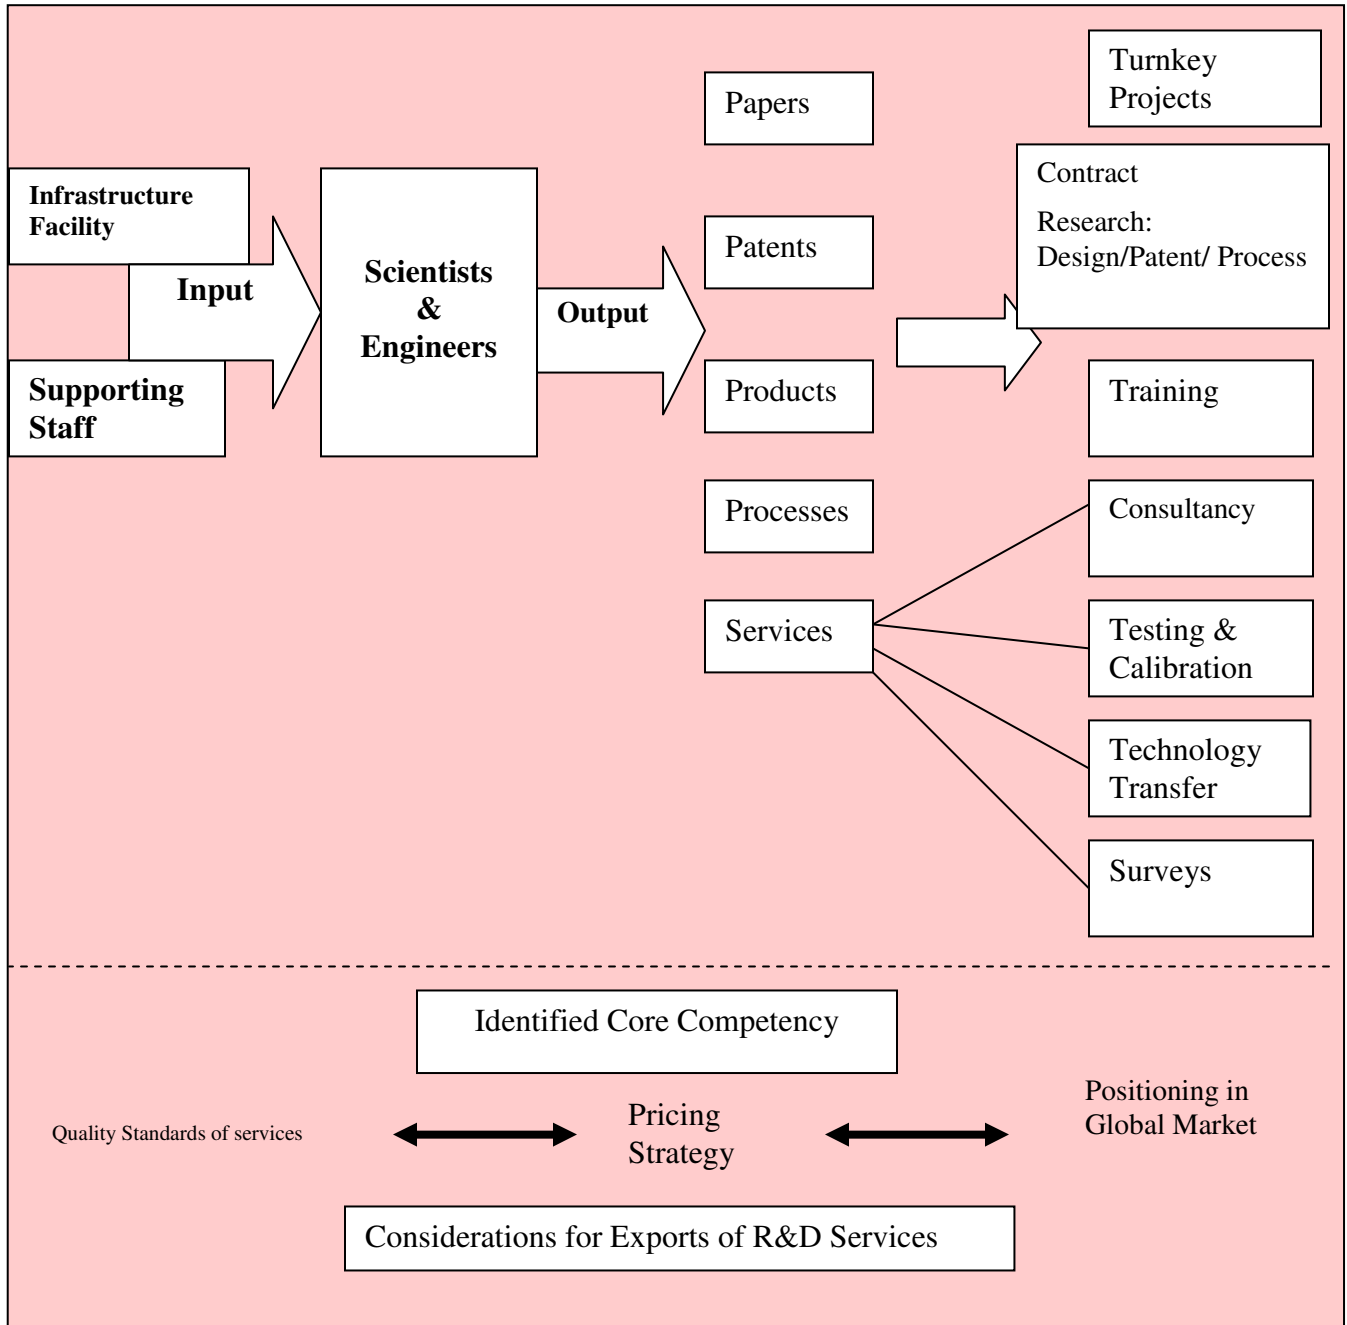 Infrastructure
Facility
Input
Supporting
Staff
Scientists
&
Engineers
Output
Papers
Patents
Products
Processes
Services
Turnkey
Projects
Contract
Research:
Design/Patent/ Process
Training
Consultancy
Testing &
Calibration
Technology
Transfer
Surveys
Identified Core Competency
Quality Standards of services
Pricing
Strategy
Positioning in
Global Market
Considerations for Exports of R&D Services